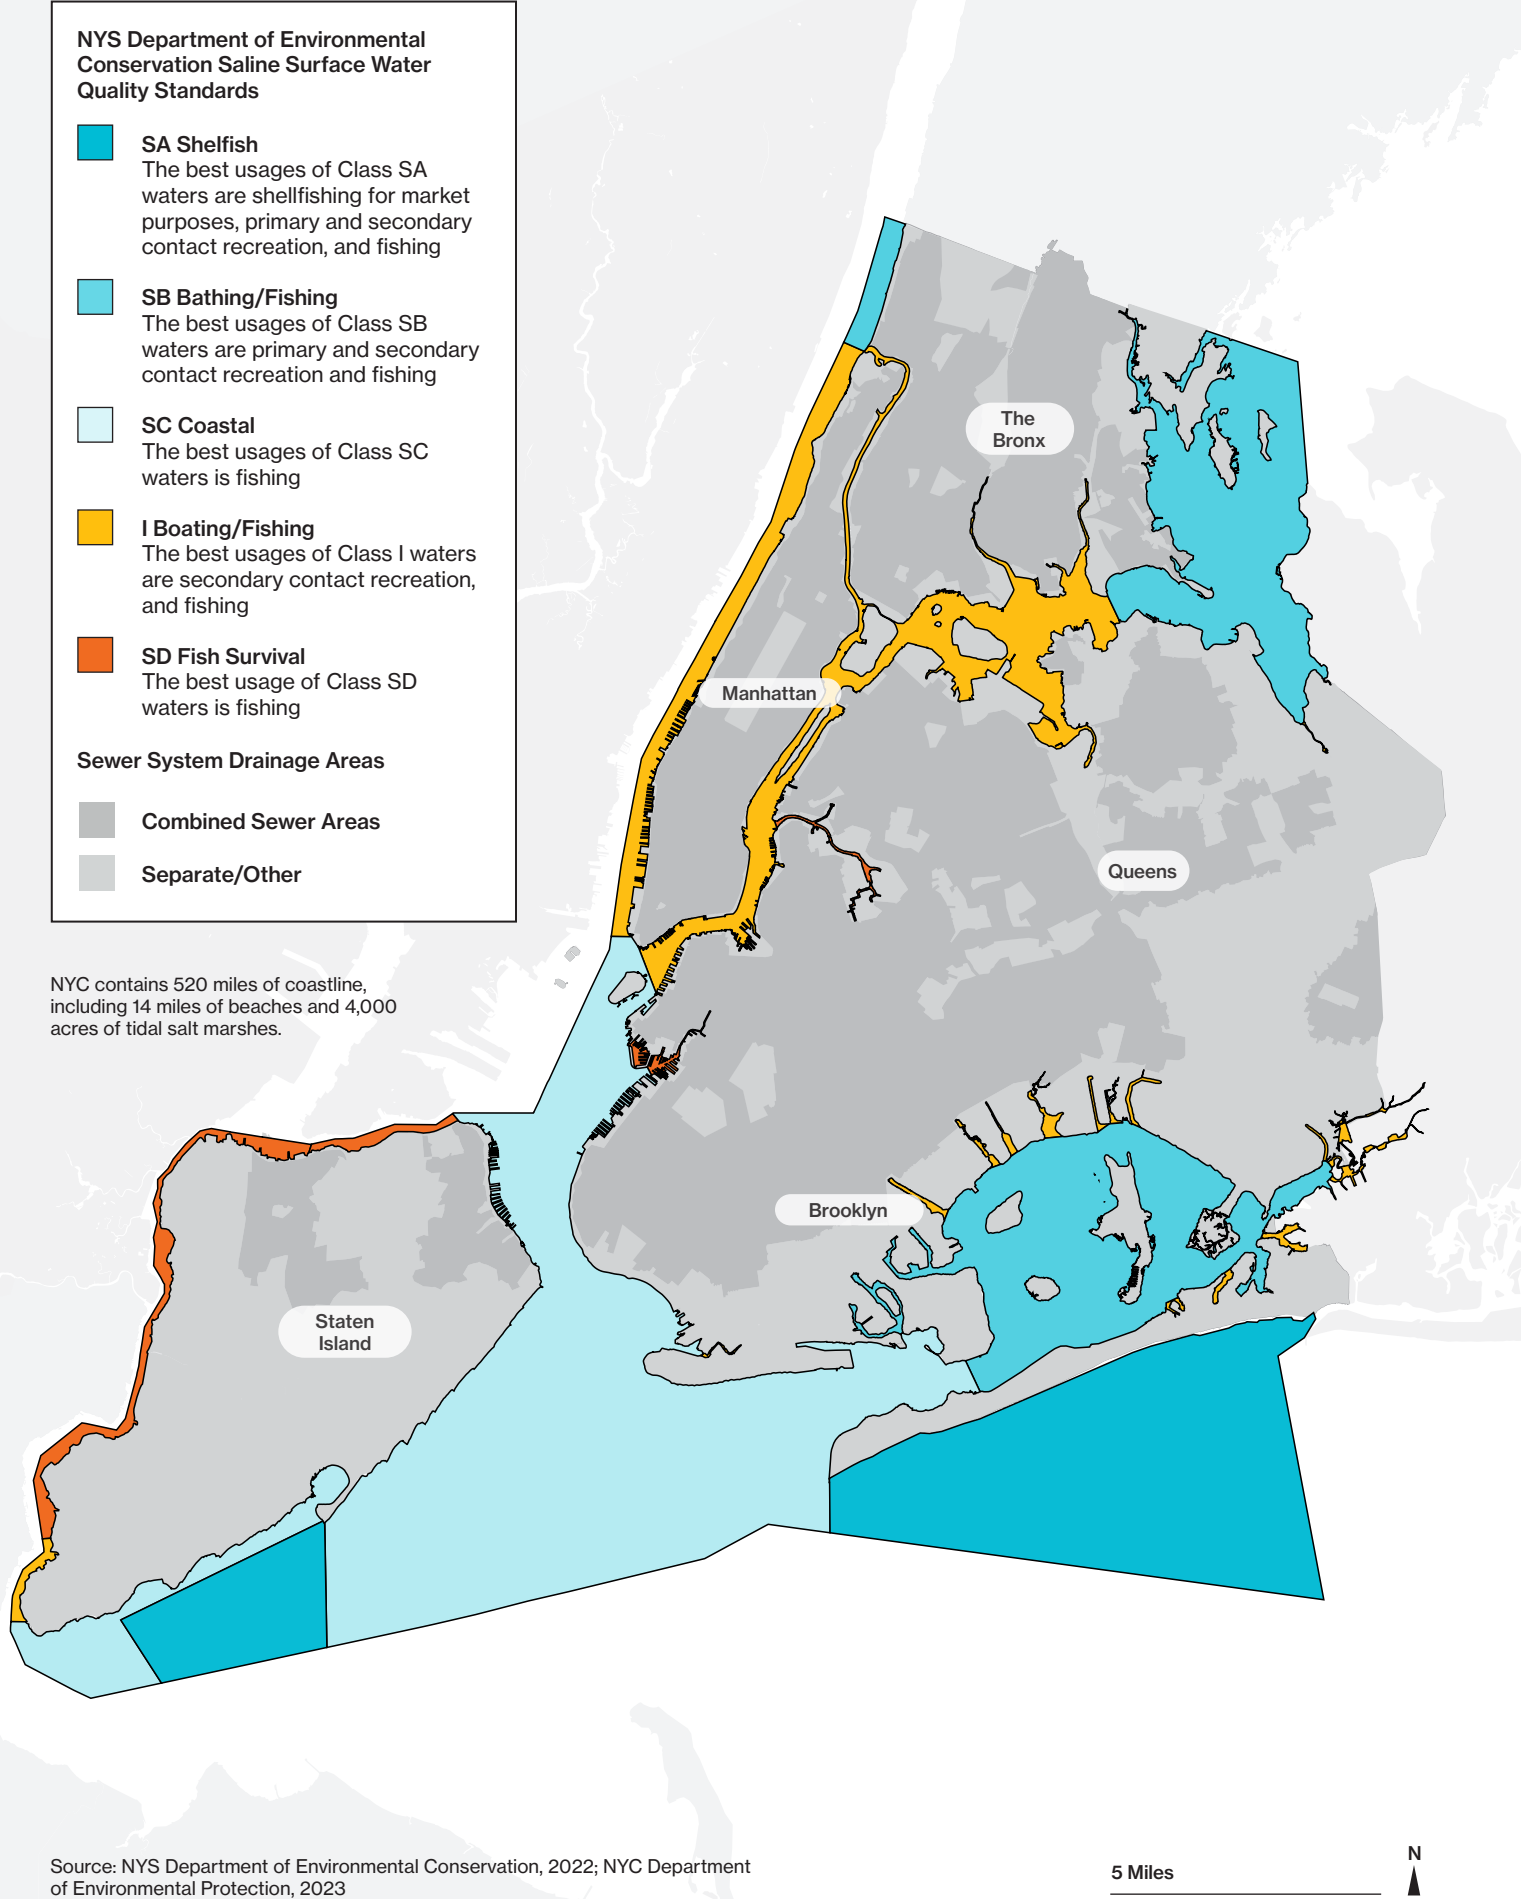 NYS Department of Environmental
Conservation Saline Surface Water
Quality Standards
SA Shelfish
The best usages of Class SA
waters are shellfishing for market
purposes, primary and secondary
contact recreation, and fishing
SB Bathing/Fishing
The best usages of Class SB
waters are primary and secondary
contact recreation and fishing
SC Coastal
The best usages of Class SC
waters is fishing
I Boating/Fishing
The best usages of Class I waters
are secondary contact recreation,
and fishing
SD Fish Survival
The best usage of Class SD
waters is fishing
Sewer System Drainage Areas
Combined Sewer Areas
Separate/Other
NYC contains 520 miles of coastline,
including 14 miles of beaches and 4,000
acres of tidal salt marshes.
The
Bronx
Manhattan
Queens
Brooklyn
Staten
Island
Source: NYS Department of Environmental Conservation, 2022; NYC Department
of Environmental Protection, 2023
5 Miles
N